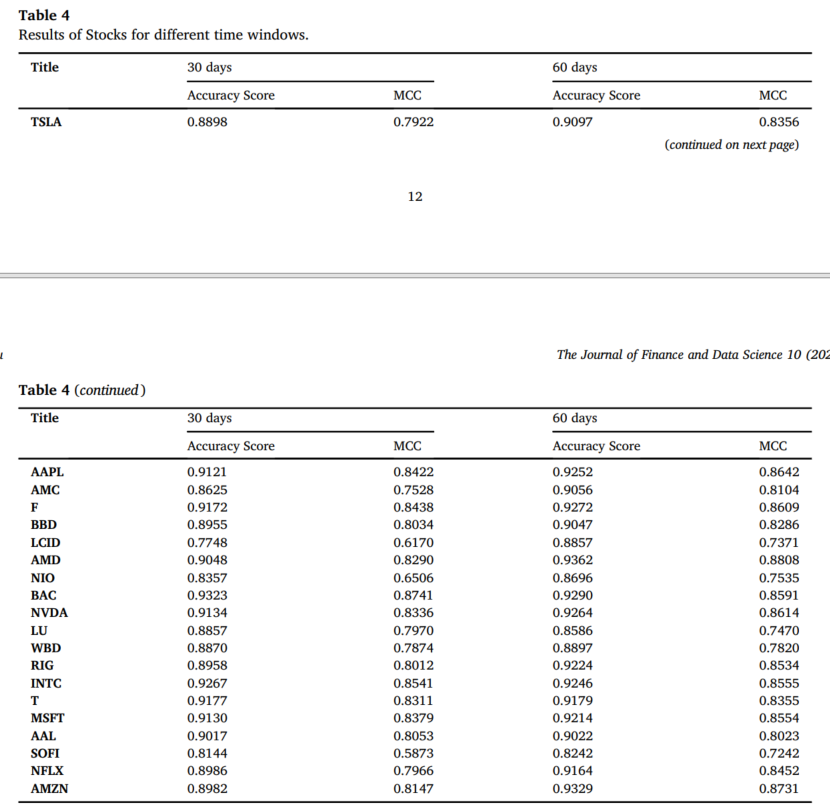 Table 4
Results of Stocks for different time windows.
Title 30 days 60 days
Accuracy Score MCC Accuracy Score MCC
TSLA 0.8898 0.7922 0.9097 0.8356
(continued on next page)
12
The Journal of Finance and Data Science 10 (202
Table 4 (continued)
Title 30 days 60 days
Accuracy Score MCC Accuracy Score MCC
AAPL 0.9121 0.8422 0.9252 0.8642
AMC 0.8625 0.7528 0.9056 0.8104
F 0.9172 0.8438 0.9272 0.8609
BBD 0.8955 0.8034 0.9047 0.8286
LCID 0.7748 0.6170 0.8857 0.7371
AMD 0.9048 0.8290 0.9362 0.8808
NIO 0.8357 0.6506 0.8696 0.7535
BAC 0.9323 0.8741 0.9290 0.8591
NVDA 0.9134 0.8336 0.9264 0.8614
LU 0.8857 0.7970 0.8586 0.7470
WBD 0.8870 0.7874 0.8897 0.7820
RIG 0.8958 0.8012 0.9224 0.8534
INTC 0.9267 0.8541 0.9246 0.8555
T 0.9177 0.8311 0.9179 0.8355
MSFT 0.9130 0.8379 0.9214 0.8554
AAL 0.9017 0.8053 0.9022 0.8023
SOFI 0.8144 0.5873 0.8242 0.7242
NFLX 0.8986 0.7966 0.9164 0.8452
AMZN 0.8982 0.8147 0.9329 0.8731